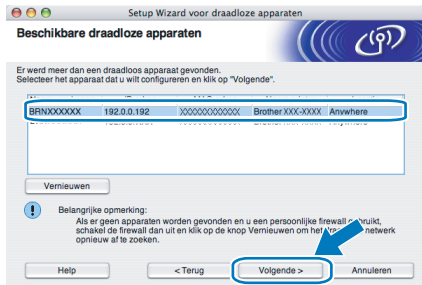 Setup Wizard voor draadloze apparaten
Beschikbare draadloze apparaten
Er werd meer dan een draadloos apparaat gevonden.
Selecteer het apparaat dat u wilt configureren en klik op "Volgende".
BRNXXXXXX 192.0.0.192 XXXXXXXXXXXX Brother XXX-XXXX Anywhere
Vernieuwen
Belangrijke opmerking:
Als er geen apparaten worden gevonden en u een persoonlijke firewall gebruikt,
schakel de firewall dan uit en klik op de knop Vernieuwen om het netwerk
opnieuw af te zoeken.
Help
< Terug
Volgende >
Annuleren